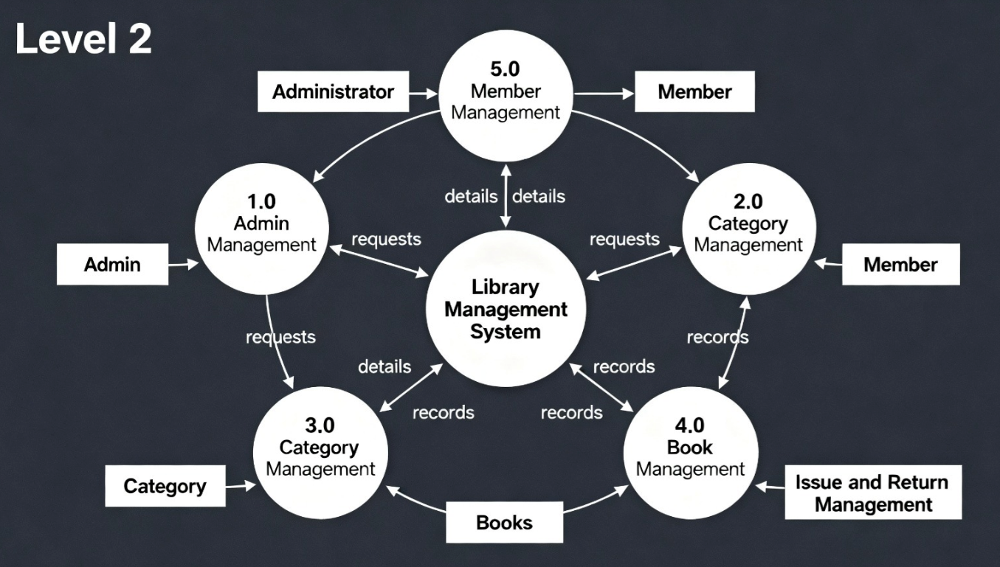 Level 2
5.0
Member
Management
Administrator
Member
1.0
Admin
Management
details
details
2.0
Category
Management
requests
requests
Admin
Member
Library
Management
System
requests
records
details
records
records
records
3.0
Category
Management
4.0
Book
Management
Category
Issue and Return
Management
Books